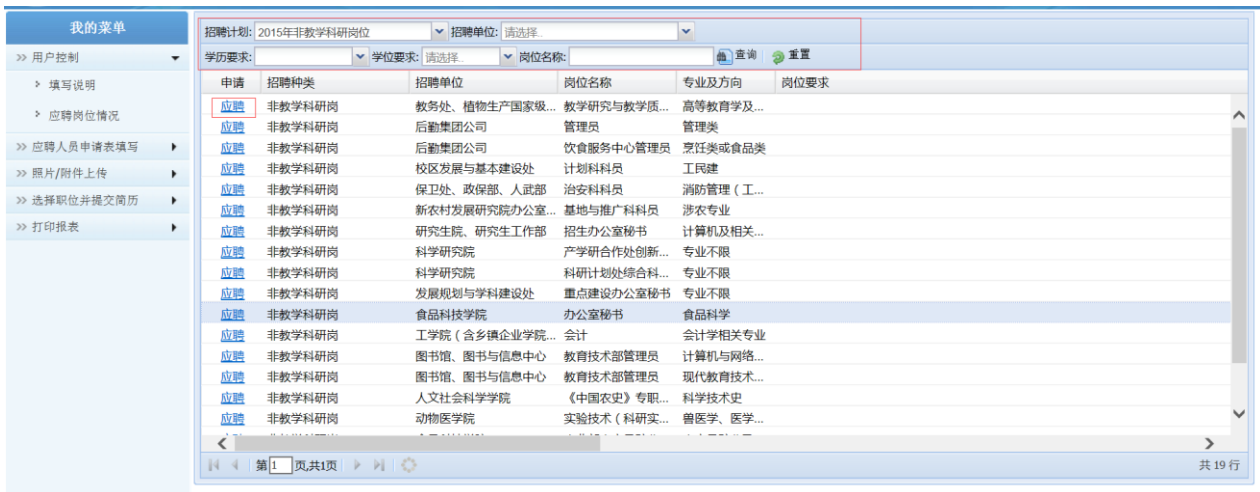 我的菜单
>> 用户控制
填写说明
应聘岗位情况
>> 应聘人员申请表填写
>> 照片/附件上传
>> 选择职位并提交简历
>> 打印报表
招聘计划: 2015年非教学科研岗位 招聘单位: 请选择..
学历要求: 学位要求: 请选择.. 岗位名称: 查询 重置
申请 招聘种类 招聘单位 岗位名称 专业及方向 岗位要求
应聘 非教学科研岗 教务处、植物生产国家级... 教学研究与教学质... 高等教育学及...
应聘 非教学科研岗 后勤集团公司 管理员 管理类
应聘 非教学科研岗 后勤集团公司 饮食服务中心管理员 烹饪类或食品类
应聘 非教学科研岗 校区发展与基本建设处 计划科科员 工民建
应聘 非教学科研岗 保卫处、政保部、人武部 治安科科员 消防管理（工...
应聘 非教学科研岗 新农村发展研究院办公室... 基地与推广科科员 涉农专业
应聘 非教学科研岗 研究生院、研究生工作部 招生办公室秘书 计算机及相关...
应聘 非教学科研岗 科学研究院 产学研合作处创新... 专业不限
应聘 非教学科研岗 科学研究院 科研计划处综合科... 专业不限
应聘 非教学科研岗 发展规划与学科建设处 重点建设办公室秘书 专业不限
应聘 非教学科研岗 食品科技学院 办公室秘书 食品科学
应聘 非教学科研岗 工学院（含乡镇企业学院... 会计 会计学相关专业
应聘 非教学科研岗 图书馆、图书与信息中心 教育技术部管理员 计算机与网络...
应聘 非教学科研岗 图书馆、图书与信息中心 教育技术部管理员 现代教育技术...
应聘 非教学科研岗 人文社会科学学院 《中国农史》专职... 科学技术史
应聘 非教学科研岗 动物医学院 实验技术（科研实... 兽医学、医学...
第 1 页,共1页 共 19 行